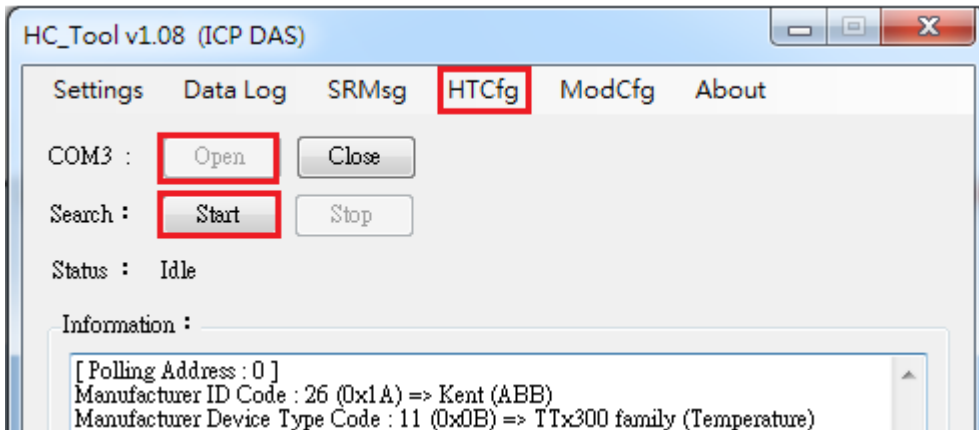 HC_Tool v1.08 (ICP DAS)
Settings Data Log SRMsg HTCfg ModCfg About
COM3 : Open Close
Search : Start Stop
Status : Idle
Information :
[ Polling Address : 0 ]
Manufacturer ID Code : 26 (0x1A) => Kent (ABB)
Manufacturer Device Type Code : 11 (0x0B) => TTx300 family (Temperature)